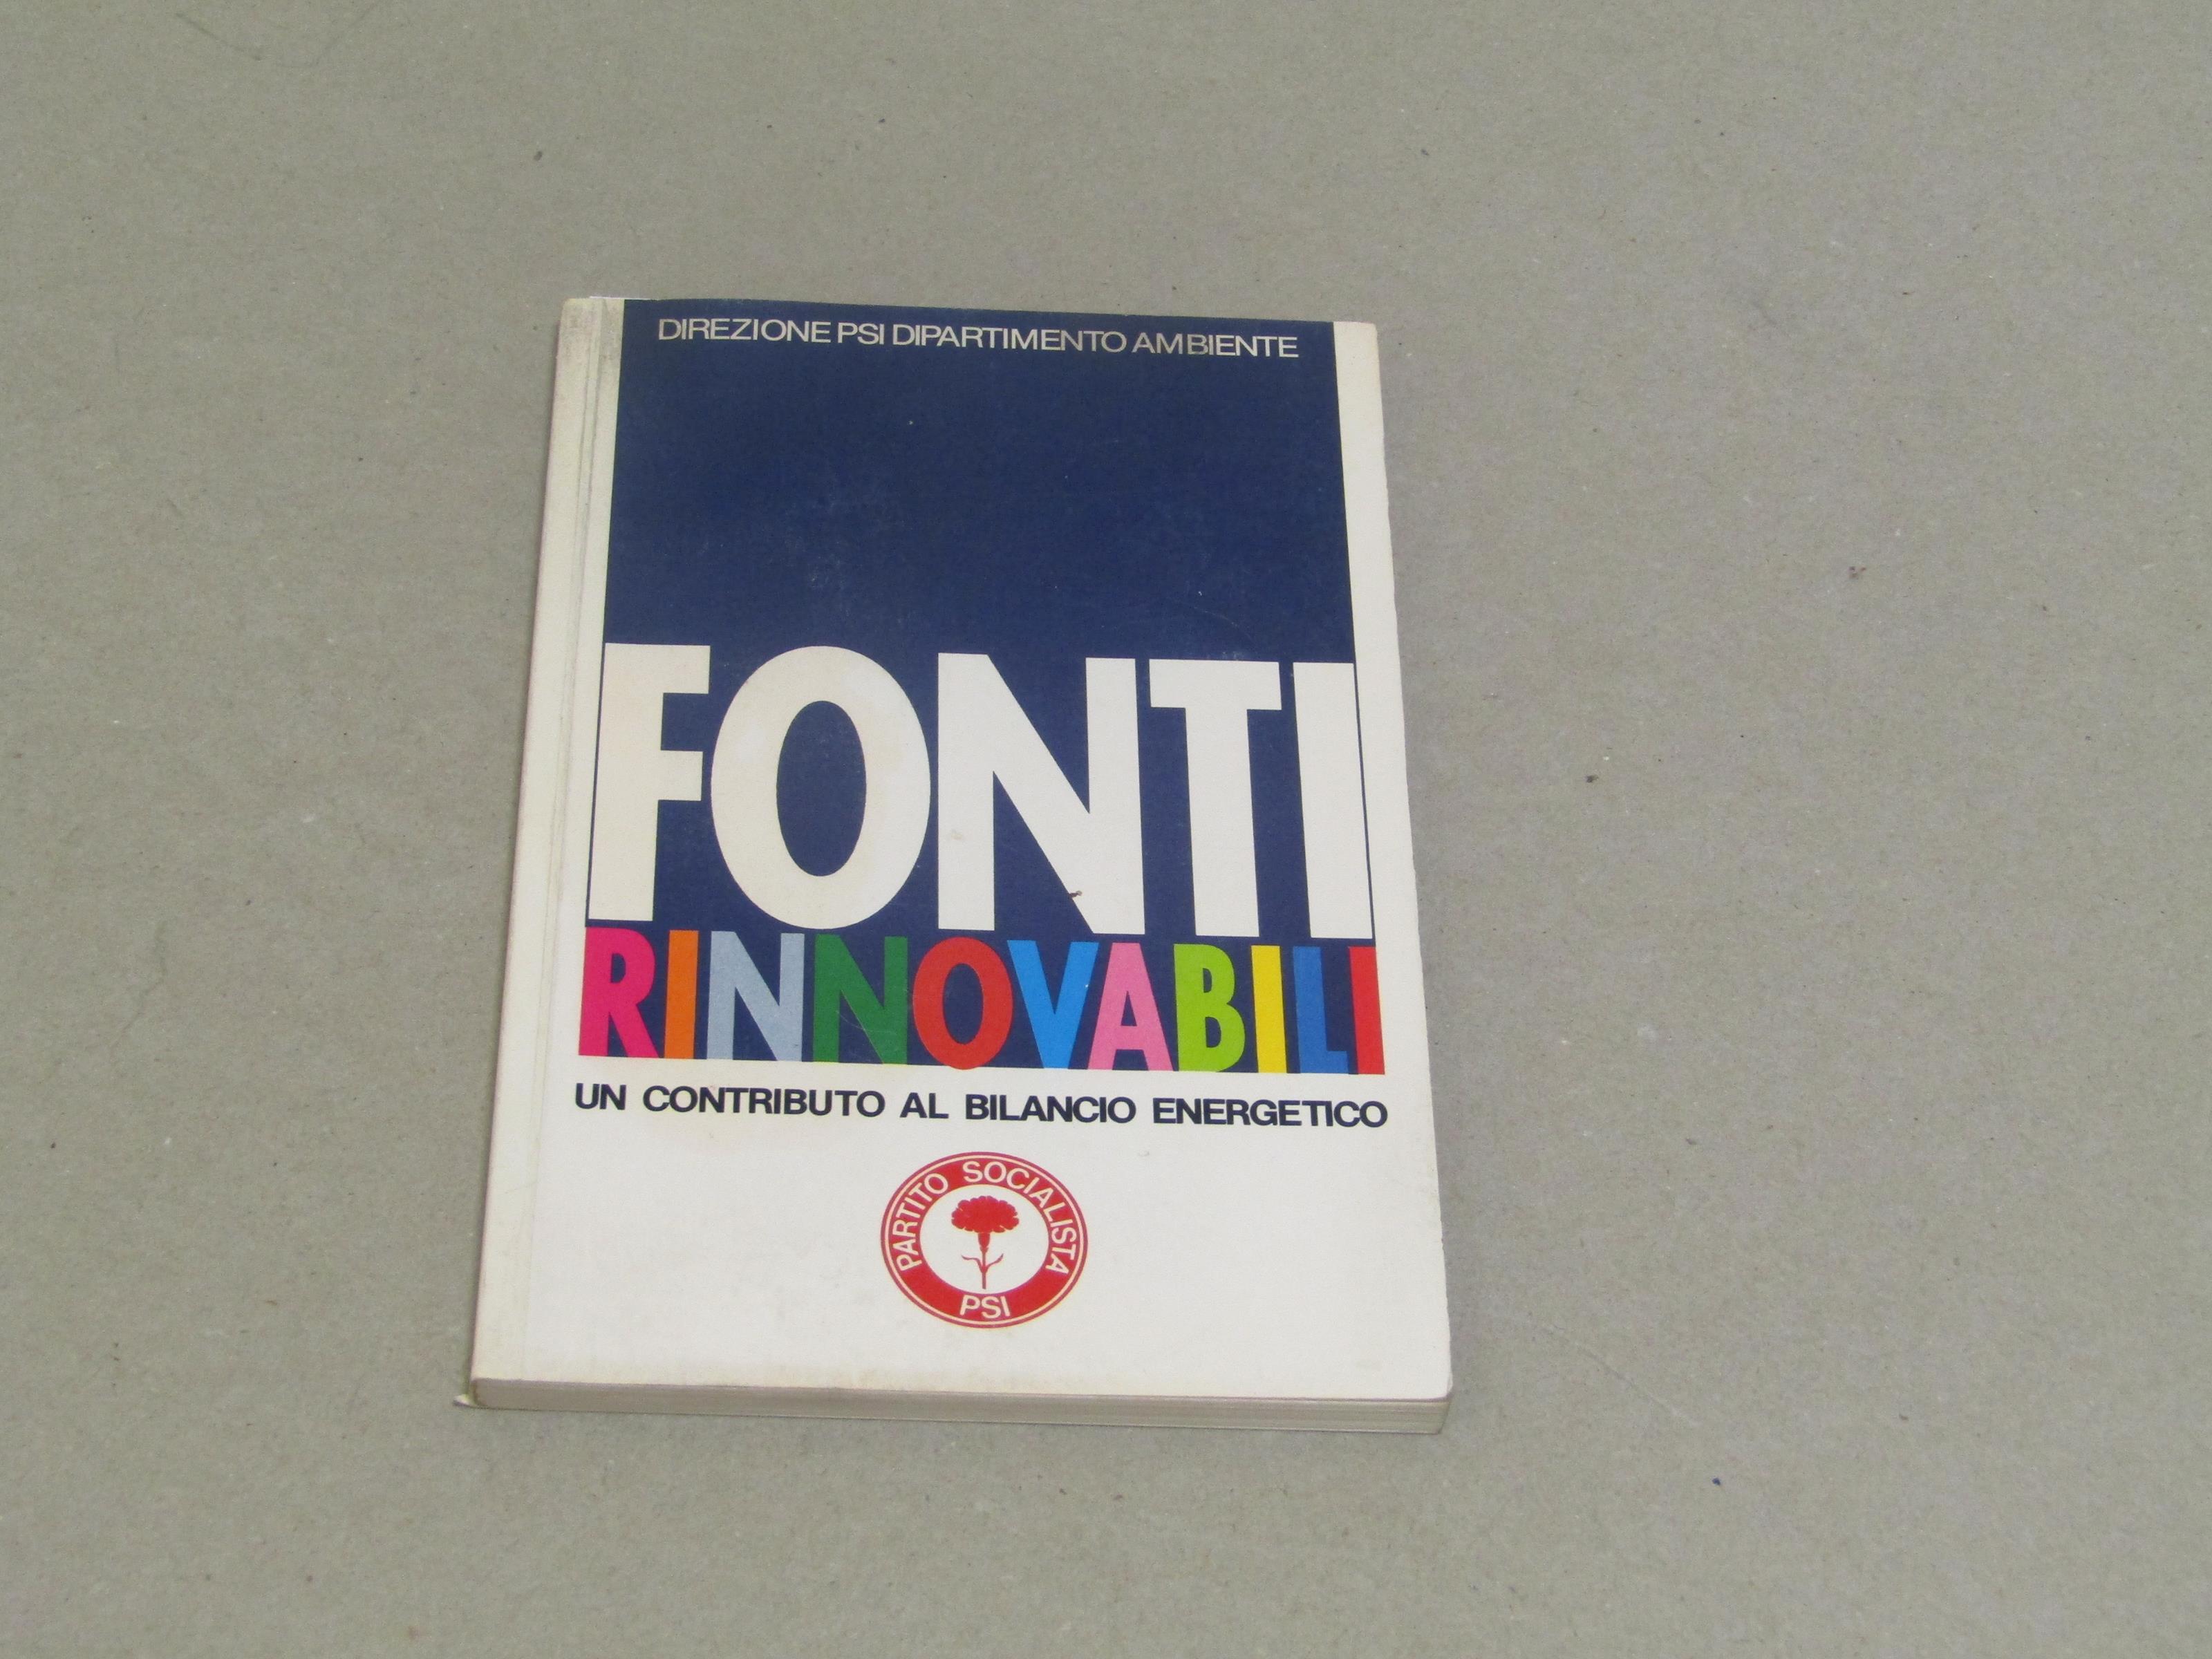 DIREZIONE PSI DIPARTIMENTO AMBIENTE
FONTI
RINNOVABILI
UN CONTRIBUTO AL BILANCIO ENERGETICO
PARTITO SOCIALISTA
PSI